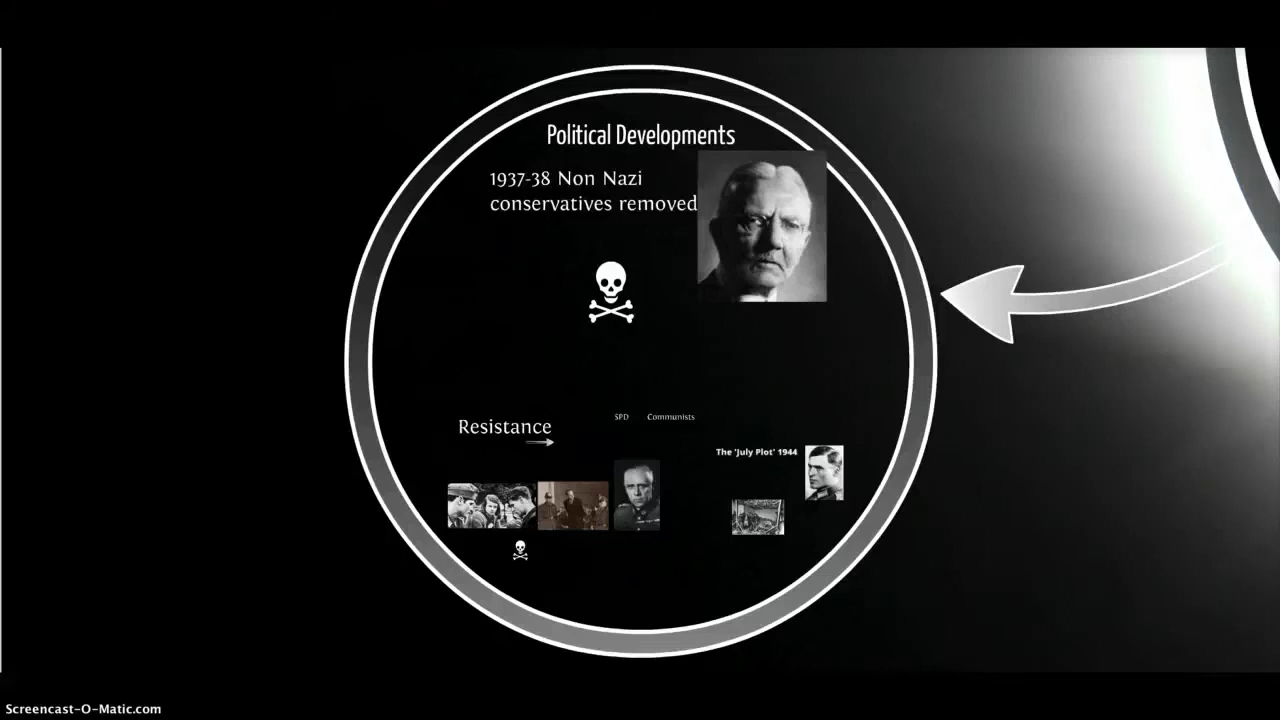 Political Developments
1937-38 Non Nazi
conservatives removed
SPD
Communists
Resistance
The 'July Plot' 1944
Screencast-O-Matic.com